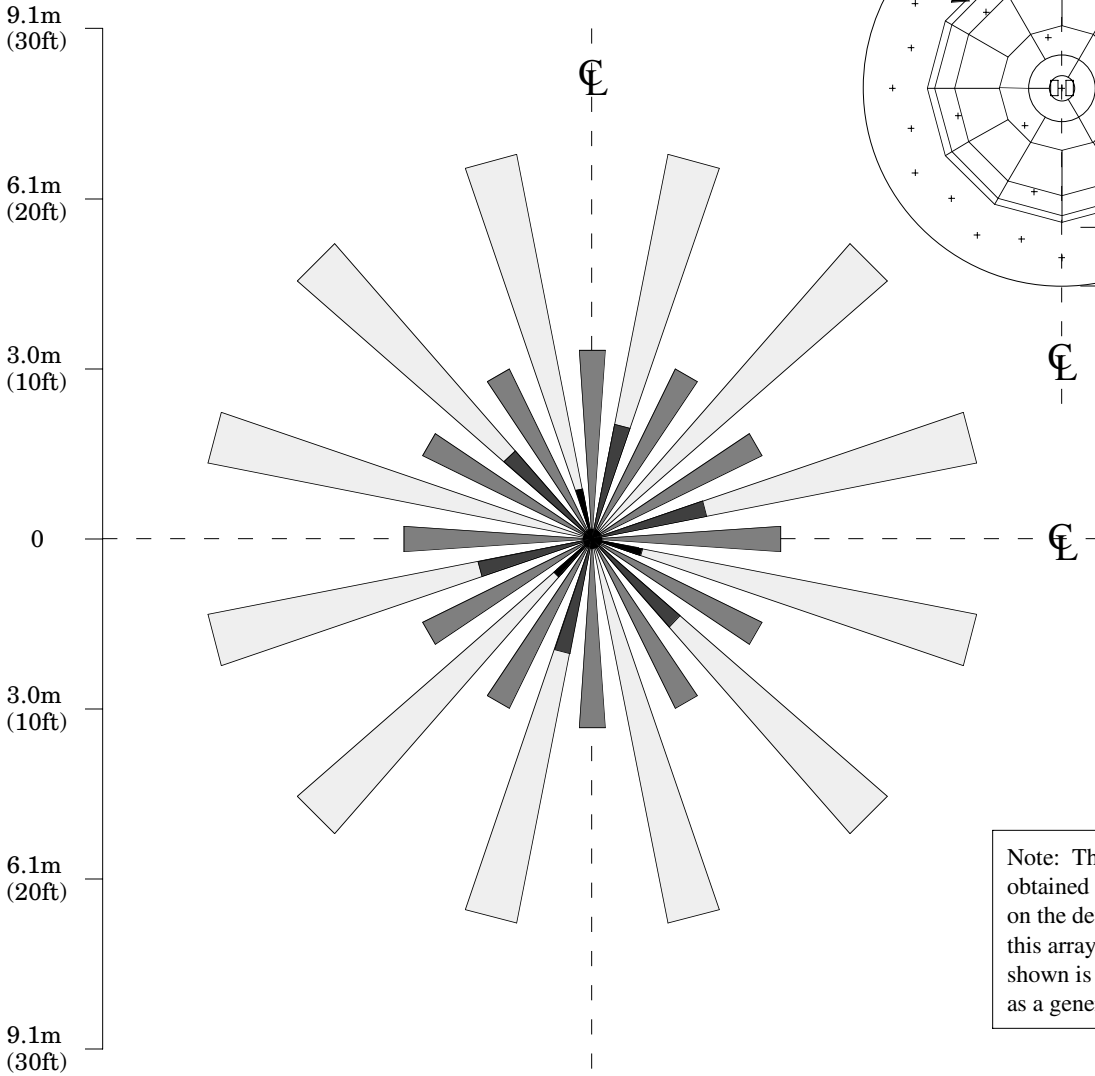 9.1m
(30ft)
℄
6.1m
(20ft)
3.0m
(10ft)
℄
0
℄
3.0m
(10ft)
6.1m
(20ft)
9.1m
(30ft)
Note: Th
obtained
on the de
this array
shown is
as a gene